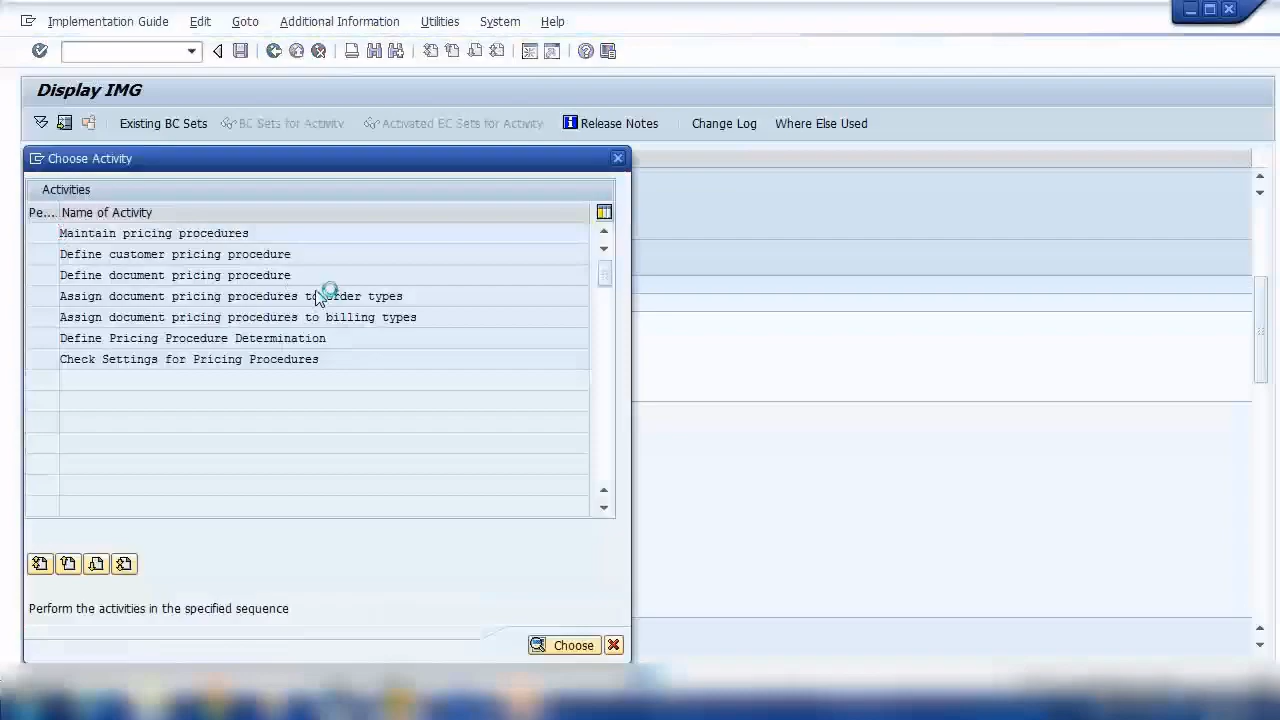 Implementation Guide Edit Goto Additional Information Utilities System Help
Display IMG
Existing BC Sets BC Sets for Activity Activated BC Sets for Activity Release Notes Change Log Where Else Used
Choose Activity
Activities
Pe... Name of Activity
Maintain pricing procedures
Define customer pricing procedure
Define document pricing procedure
Assign document pricing procedures to order types
Assign document pricing procedures to billing types
Define Pricing Procedure Determination
Check Settings for Pricing Procedures
Perform the activities in the specified sequence
Choose